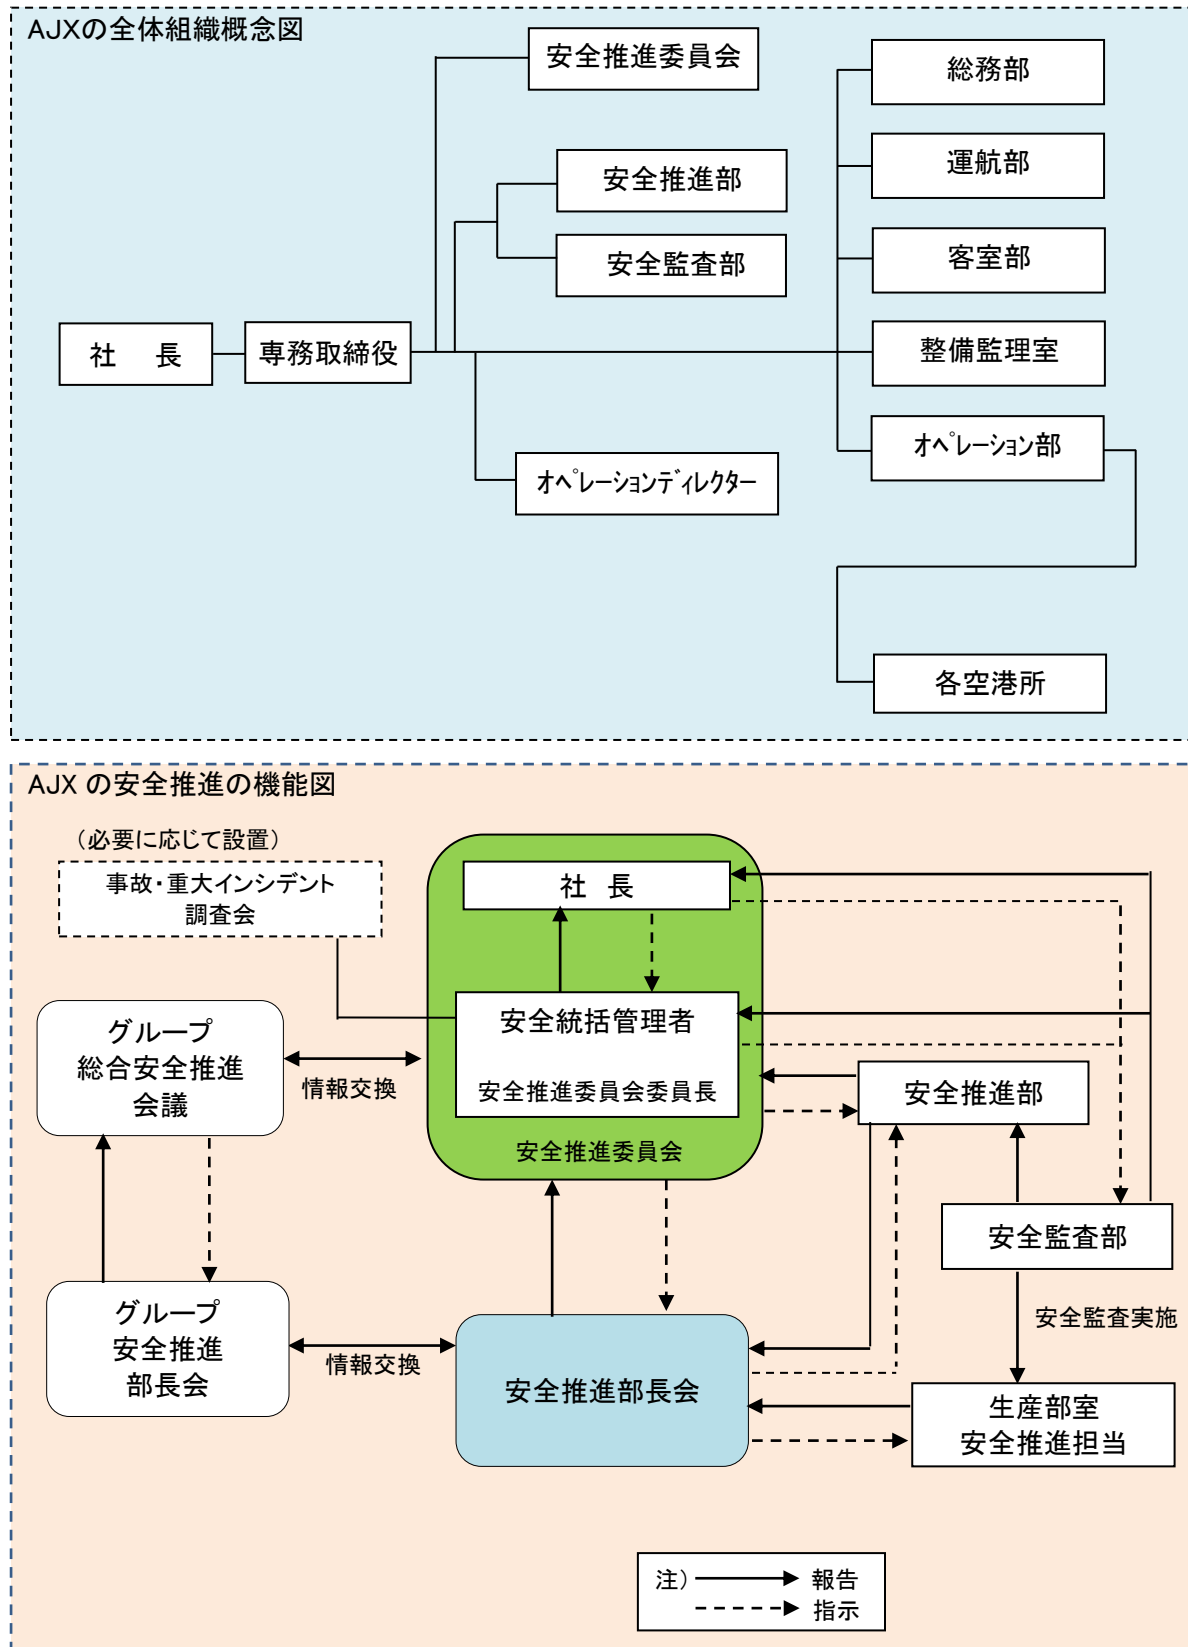 AJXの全体組織概念図
安全推進委員会
総務部
運航部
安全推進部
客室部
安全監査部
社　長
専務取締役
整備監理室
オペレーション部
オペレーションディレクター
各空港所
AJX の安全推進の機能図
（必要に応じて設置）
事故・重大インシデント
調査会
社　長
安全統括管理者
安全推進委員会委員長
安全推進委員会
グループ
総合安全推進
会議
情報交換
安全推進部
安全監査部
安全監査実施
グループ
安全推進
部長会
情報交換
安全推進部長会
生産部室
安全推進担当
注） 報告
指示